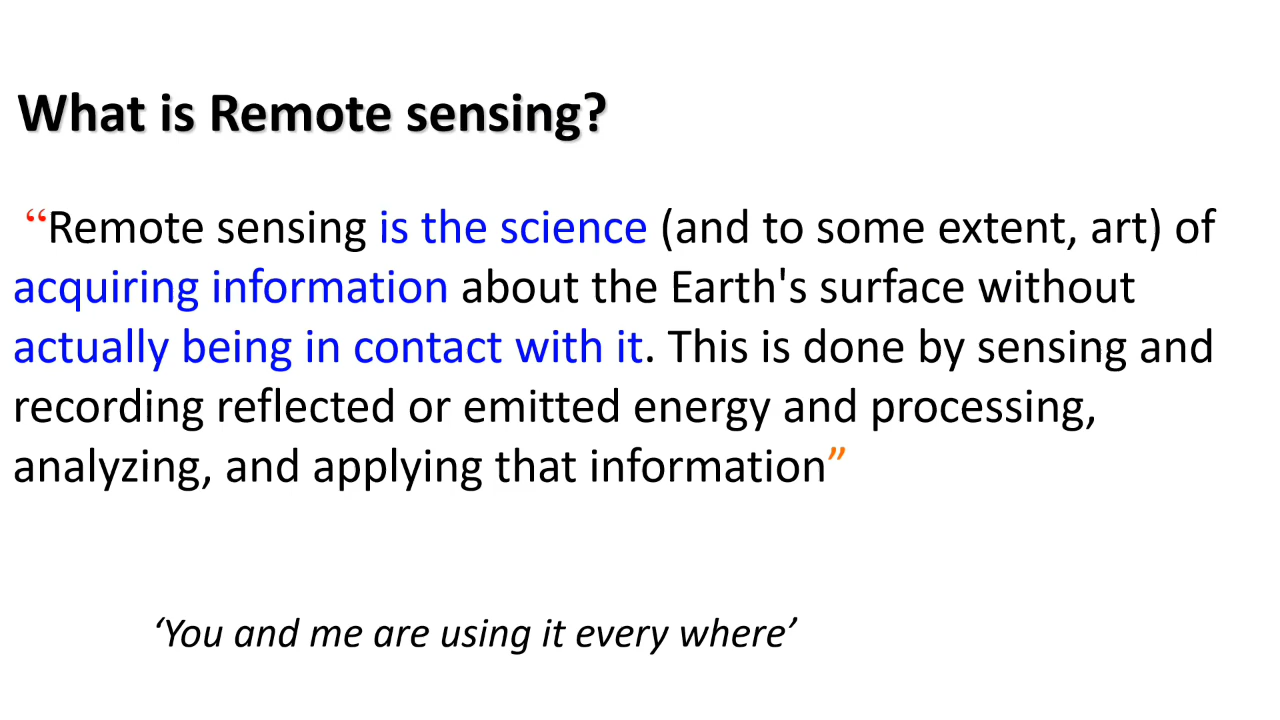 What is Remote sensing?
“Remote sensing is the science (and to some extent, art) of
acquiring information about the Earth's surface without
actually being in contact with it. This is done by sensing and
recording reflected or emitted energy and processing,
analyzing, and applying that information”
‘You and me are using it every where’